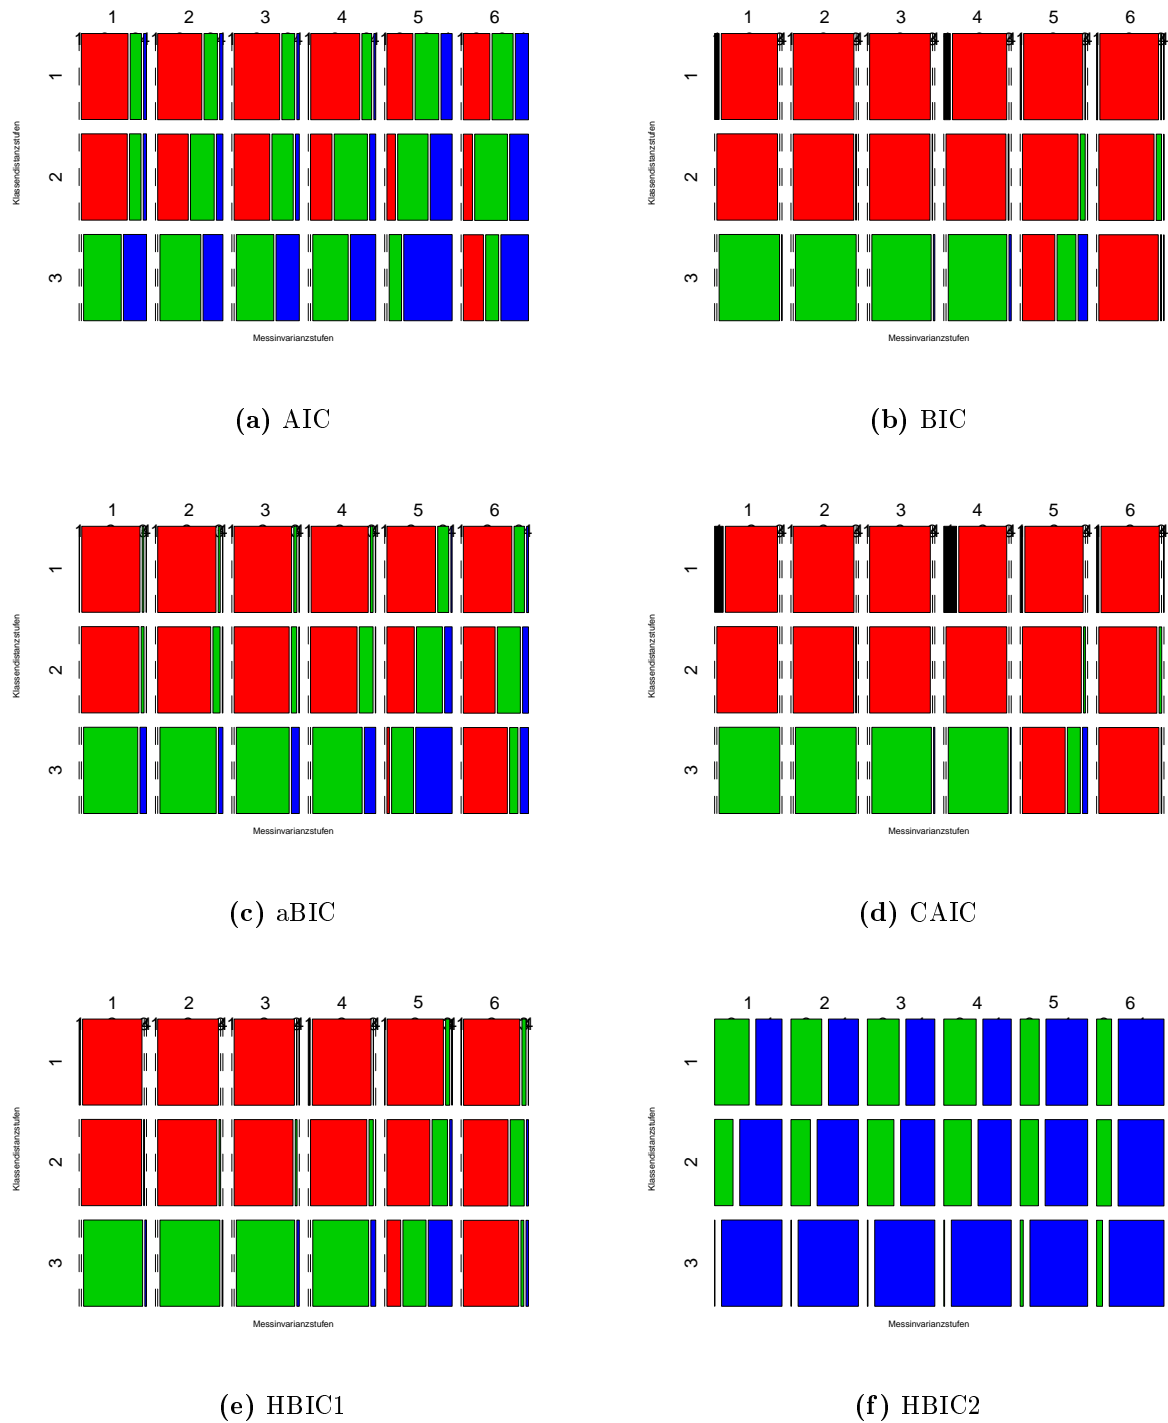 1 2 3 4 5 6
1 2 3 4 5 6
Klassendistanzstufen
1
2
3
Messinvarianzstufen
Klassendistanzstufen
1
2
3
Messinvarianzstufen
(a) AIC
(b) BIC
1 2 3 4 5 6
1 2 3 4 5 6
Klassendistanzstufen
1
2
3
Messinvarianzstufen
Klassendistanzstufen
1
2
3
Messinvarianzstufen
(c) aBIC
(d) CAIC
1 2 3 4 5 6
1 2 3 4 5 6
Klassendistanzstufen
1
2
3
Messinvarianzstufen
Klassendistanzstufen
1
2
3
Messinvarianzstufen
(e) HBIC1
(f) HBIC2